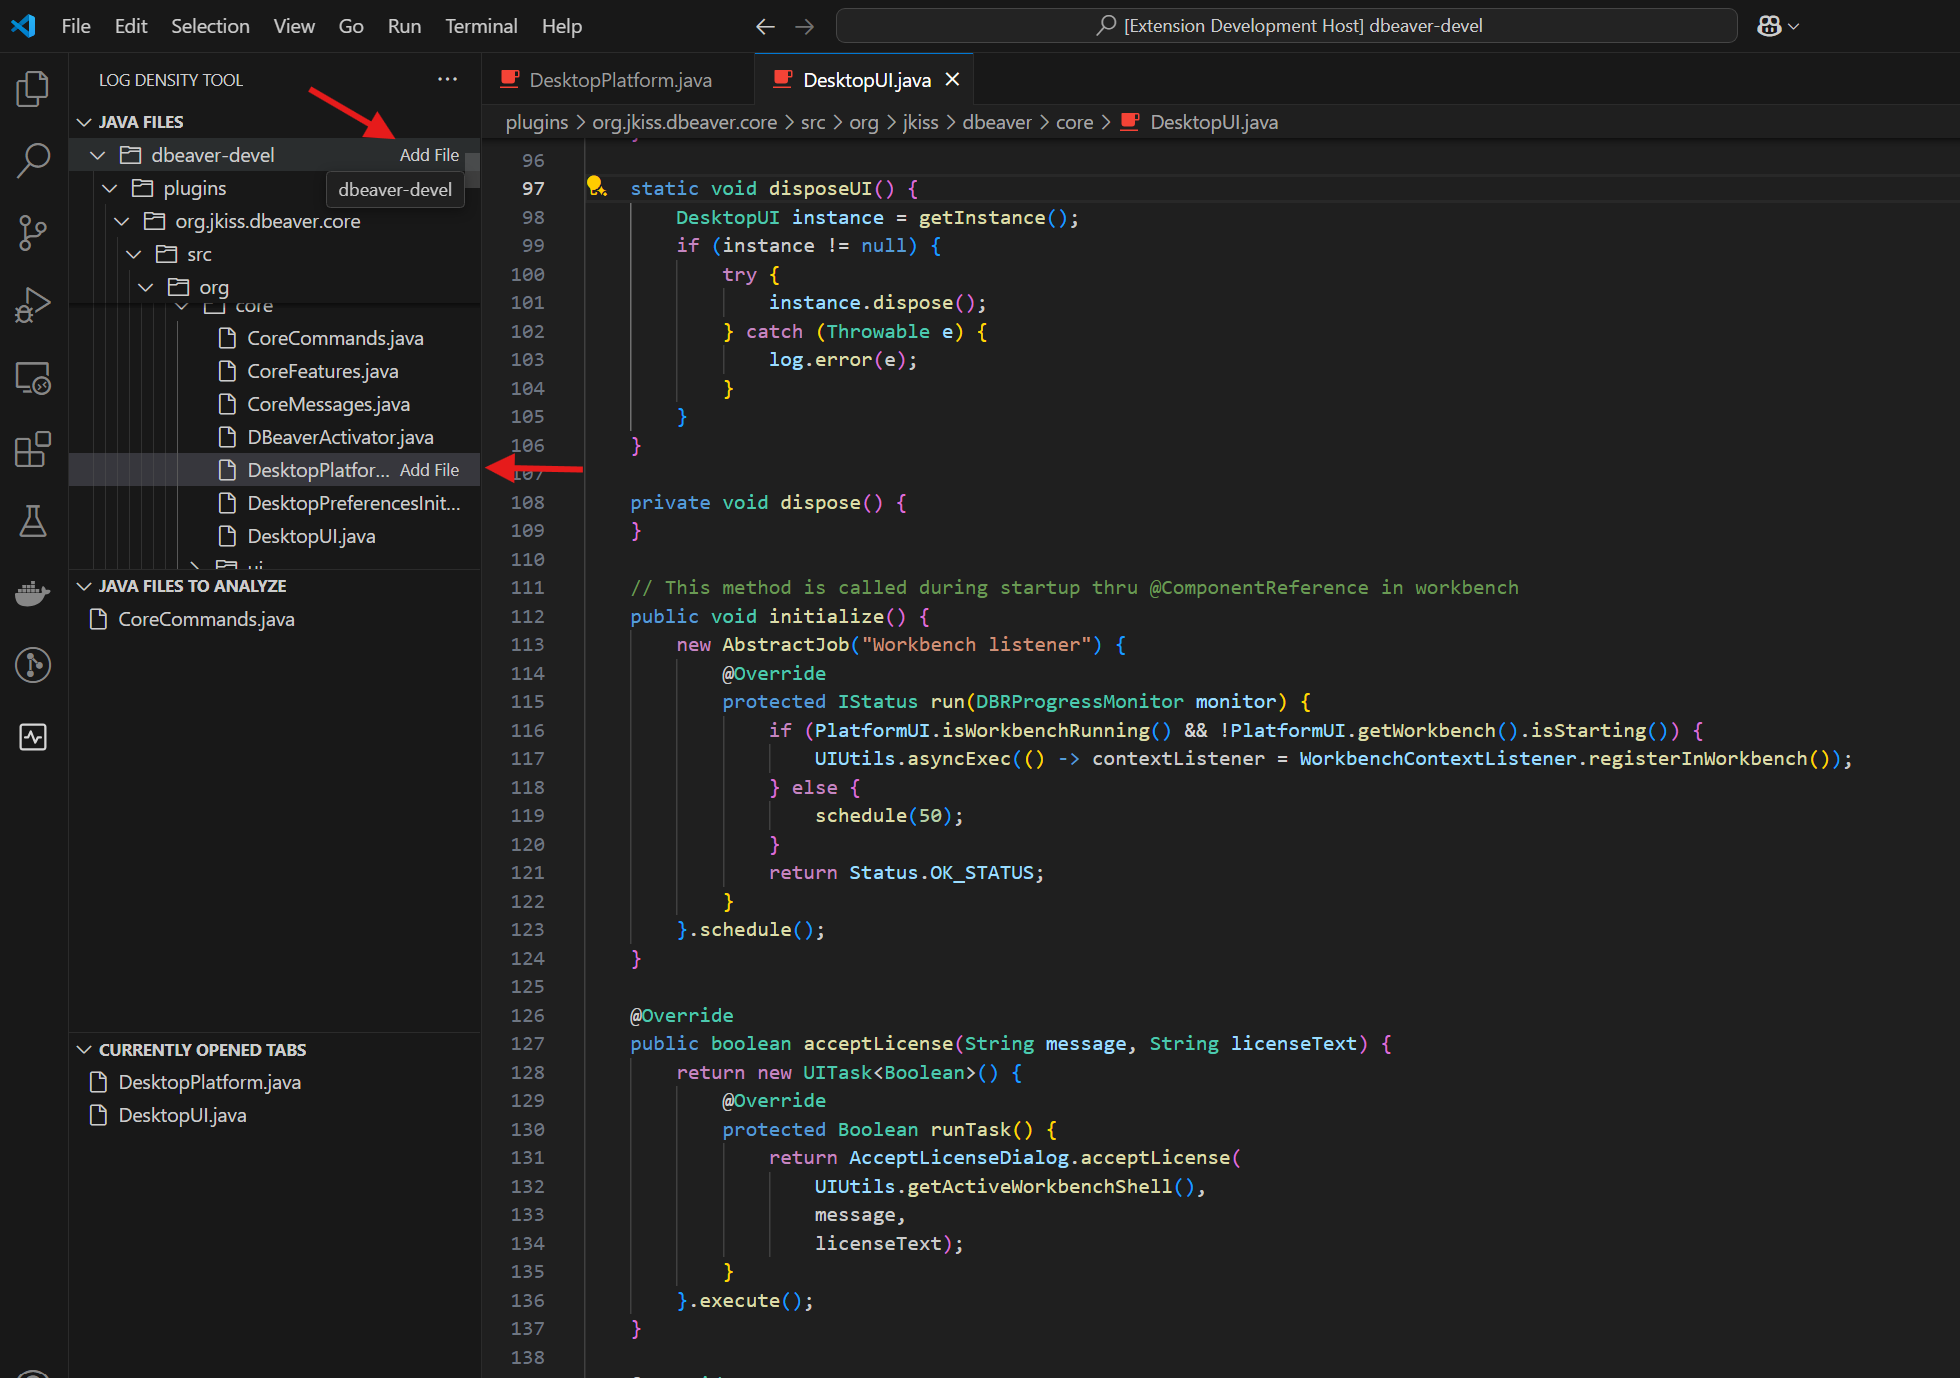 File Edit Selection View Go Run Terminal Help
[Extension Development Host] dbeaver-devel
LOG DENSITY TOOL
JAVA FILES
dbeaver-devel Add File
dbeaver-devel
plugins
org.jkiss.dbeaver.core
src
org
core
CoreCommands.java
CoreFeatures.java
CoreMessages.java
DBeaverActivator.java
DesktopPlatfor... Add File
DesktopPreferencesInit...
DesktopUI.java
ui
JAVA FILES TO ANALYZE
CoreCommands.java
CURRENTLY OPENED TABS
DesktopPlatform.java
DesktopUI.java
DesktopPlatform.java DesktopUI.java
plugins > org.jkiss.dbeaver.core > src > org > jkiss > dbeaver > core > DesktopUI.java
96
97 static void disposeUI() {
98 DesktopUI instance = getInstance();
99 if (instance != null) {
100 try {
101 instance.dispose();
102 } catch (Throwable e) {
103 log.error(e);
104 }
105 }
106 }
107
108 private void dispose() {
109 }
110
111 // This method is called during startup thru @ComponentReference in workbench
112 public void initialize() {
113 new AbstractJob("Workbench listener") {
114 @Override
115 protected IStatus run(DBRProgressMonitor monitor) {
116 if (PlatformUI.isWorkbenchRunning() && !PlatformUI.getWorkbench().isStarting()) {
117 UIUtils.asyncExec(() -> contextListener = WorkbenchContextListener.registerInWorkbench());
118 } else {
119 schedule(50);
120 }
121 return Status.OK_STATUS;
122 }
123 }.schedule();
124 }
125
126 @Override
127 public boolean acceptLicense(String message, String licenseText) {
128 return new UITask<Boolean>() {
129 @Override
130 protected Boolean runTask() {
131 return AcceptLicenseDialog.acceptLicense(
132 UIUtils.getActiveWorkbenchShell(),
133 message,
134 licenseText);
135 }
136 }.execute();
137 }
138